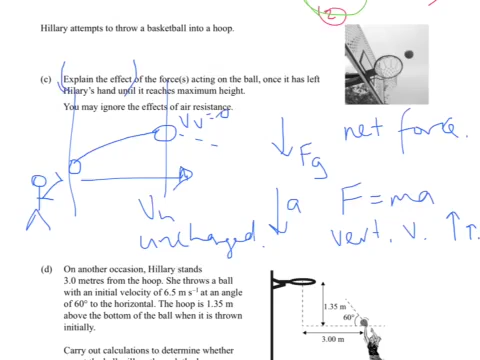 12
Hillary attempts to throw a basketball into a hoop.
(c) Explain the effect of the force(s) acting on the ball, once it has left
Hilary's hand until it reaches maximum height.
You may ignore the effects of air resistance.
Vv=0
Fg
net force.
Vh
unchanged.
a
F=ma
vert. v. ↑↑.
(d) On another occasion, Hillary stands
3.0 metres from the hoop. She throws a ball
with an initial velocity of 6.5 m s⁻¹ at an angle
of 60° to the horizontal. The hoop is 1.35 m
above the bottom of the ball when it is thrown
initially.
1.35 m
60°
3.00 m
Carry out calculations to determine whether